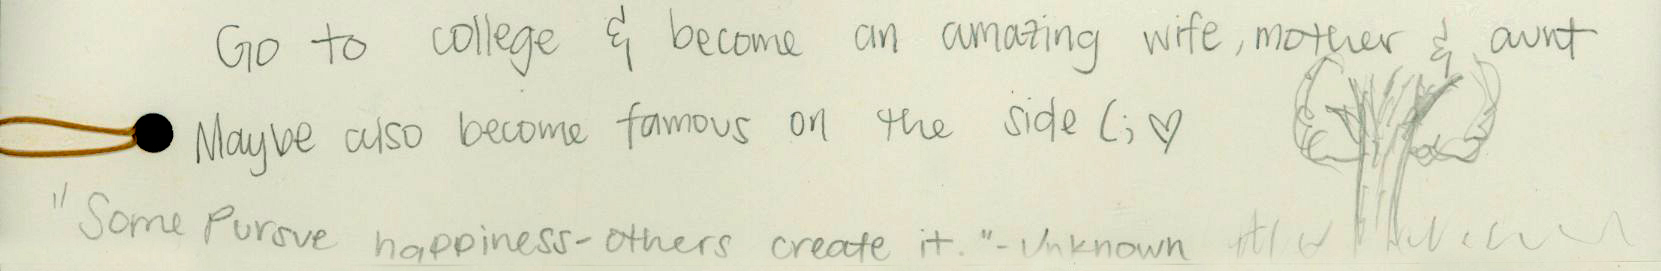 Go to college & become an amazing wife, mother & aunt
Maybe also become famous on the side (; ♡
"Some Pursue happiness-others create it."-Unknown